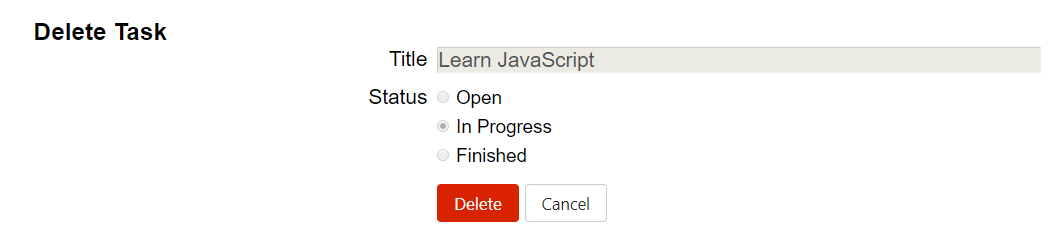 Delete Task
Title Learn JavaScript
Status Open
In Progress
Finished
Delete Cancel